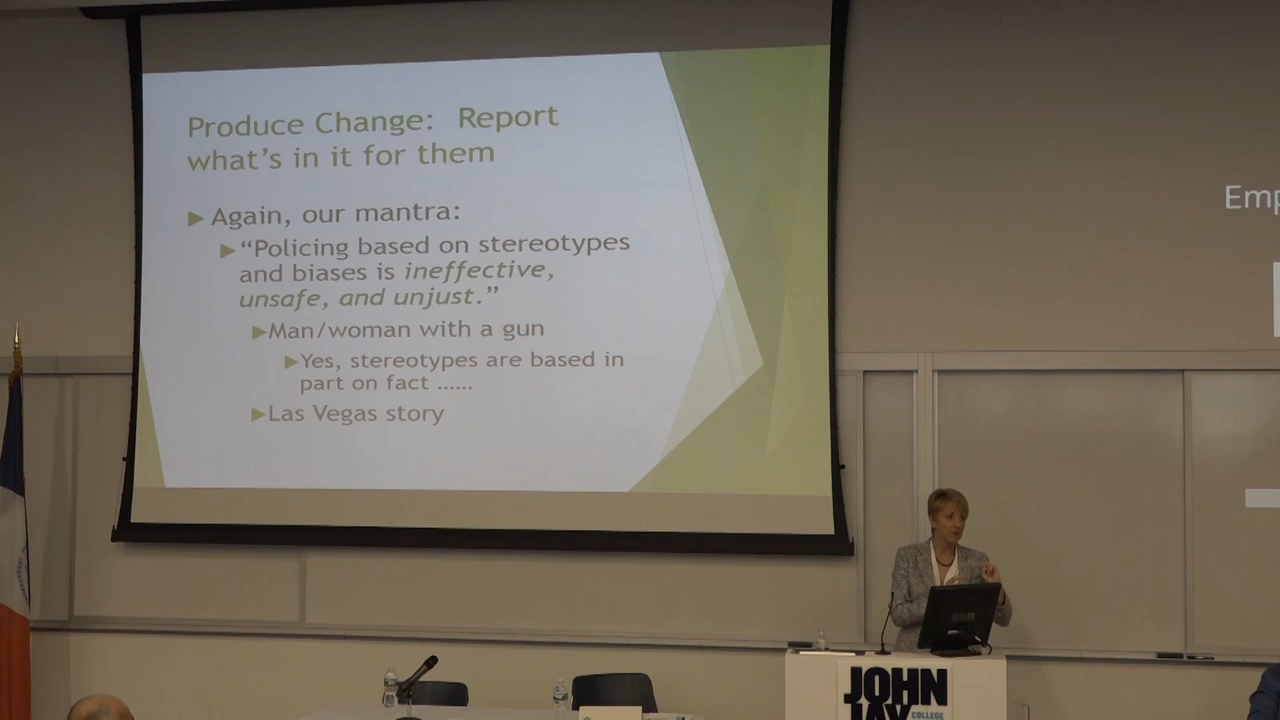 Produce Change: Report
what's in it for them
Again, our mantra:
"Policing based on stereotypes
and biases is ineffective,
unsafe, and unjust."
Man/woman with a gun
Yes, stereotypes are based in
part on fact ......
Las Vegas story
Emp
JOHN
JAY
COLLEGE